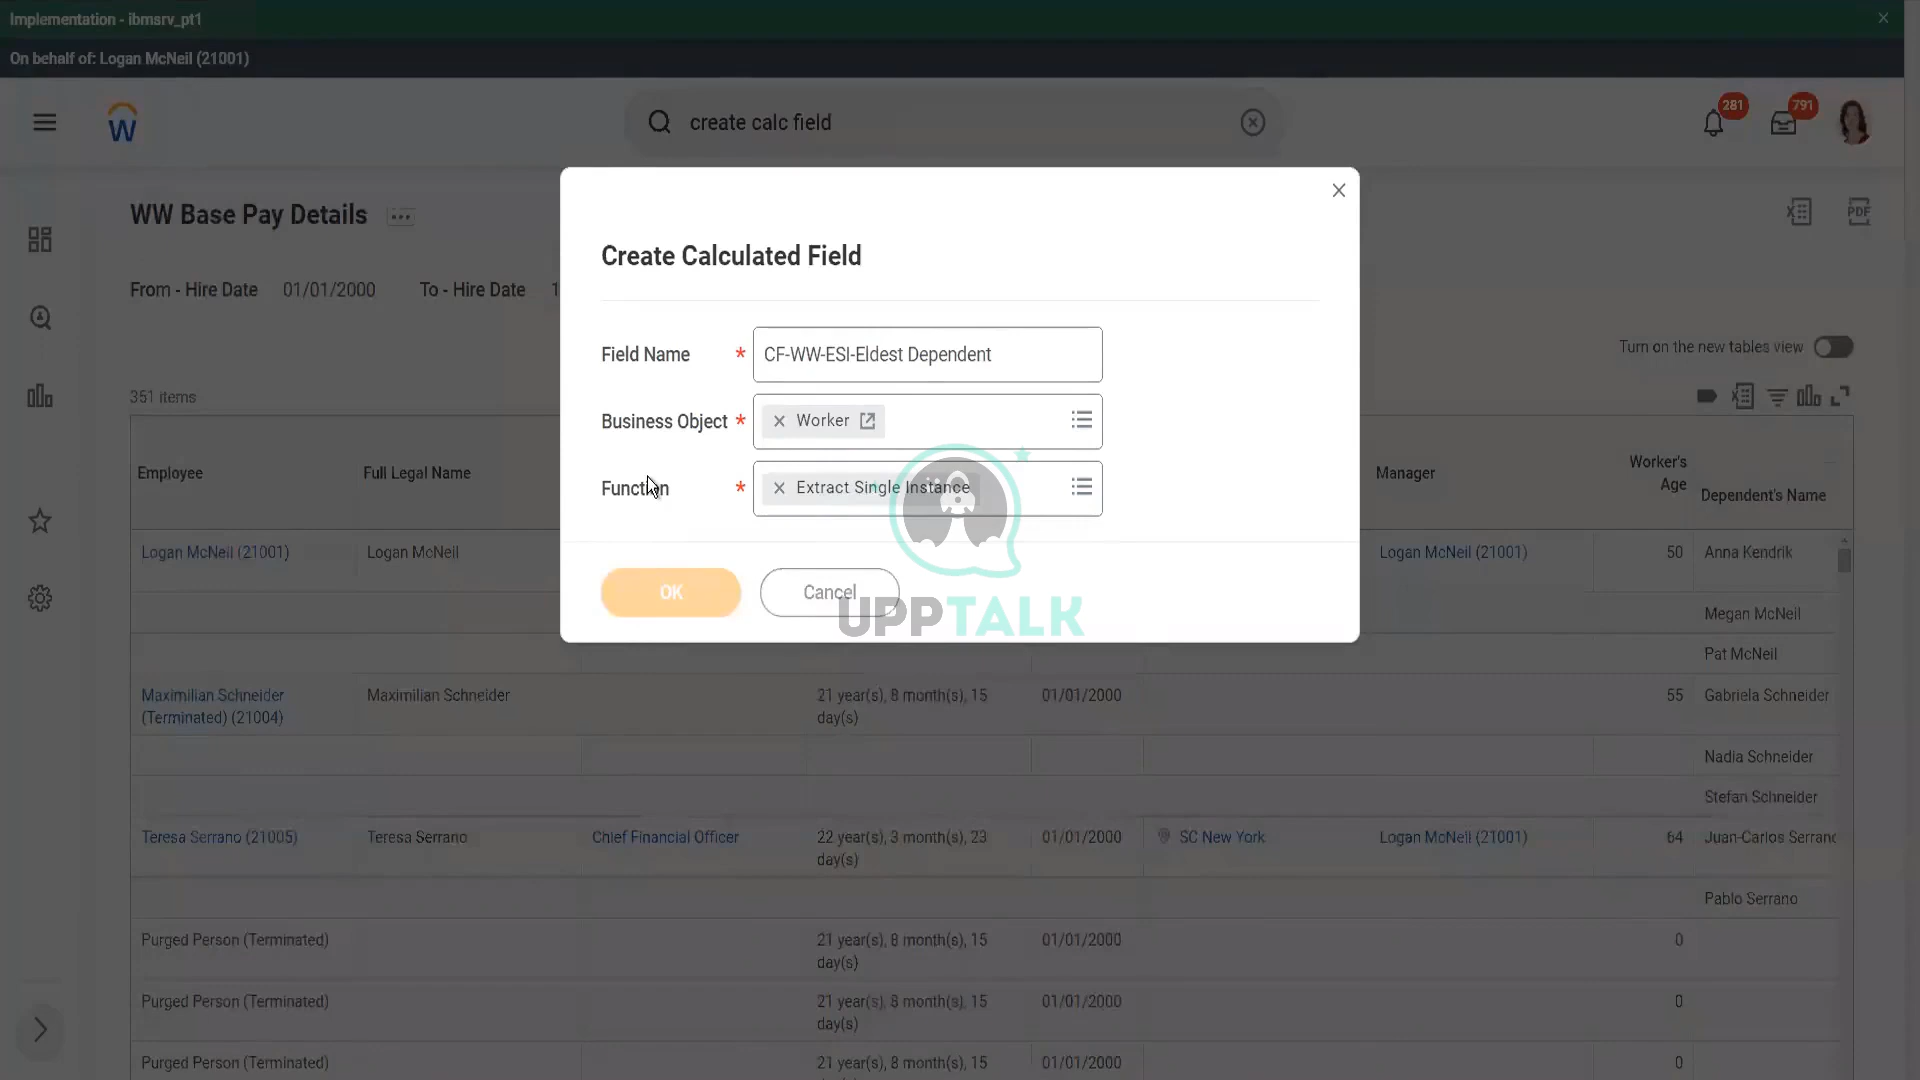 Implementation - ibmsrv_pt1
On behalf of: Logan McNeil (21001)
W
create calc field
281
791
WW Base Pay Details
PDF
From - Hire Date 01/01/2000 To - Hire Date 1
Turn on the new tables view
351 items
Create Calculated Field
Field Name * CF-WW-ESI-Eldest Dependent
Business Object * Worker
Function * Extract Single Instance
OK Cancel
UPPTALK
Employee Full Legal Name Manager Worker's Age Dependent's Name
Logan McNeil (21001) Logan McNeil Logan McNeil (21001) 50 Anna Kendrik
Megan McNeil
Pat McNeil
Maximilian Schneider Maximilian Schneider 21 year(s), 8 month(s), 15 01/01/2000 55 Gabriela Schneider
(Terminated) (21004) day(s)
Nadia Schneider
Stefan Schneider
Teresa Serrano (21005) Teresa Serrano Chief Financial Officer 22 year(s), 3 month(s), 23 01/01/2000 SC New York Logan McNeil (21001) 64 Juan-Carlos Serrano
day(s)
Pablo Serrano
Purged Person (Terminated) 21 year(s), 8 month(s), 15 01/01/2000 0
day(s)
Purged Person (Terminated) 21 year(s), 8 month(s), 15 01/01/2000 0
day(s)
Purged Person (Terminated) 21 year(s), 8 month(s), 15 01/01/2000 0